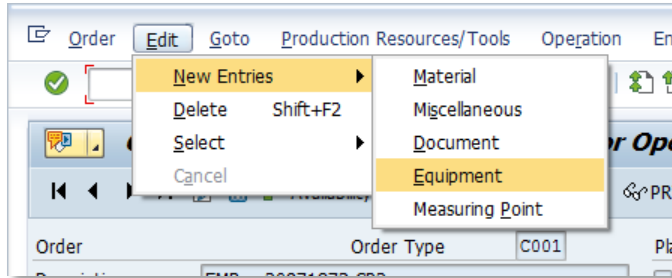 Order Edit Goto Production Resources/Tools Operation
New Entries Material
Delete Shift+F2 Miscellaneous
Select Document
Cancel Equipment
Measuring Point
Order Order Type C001